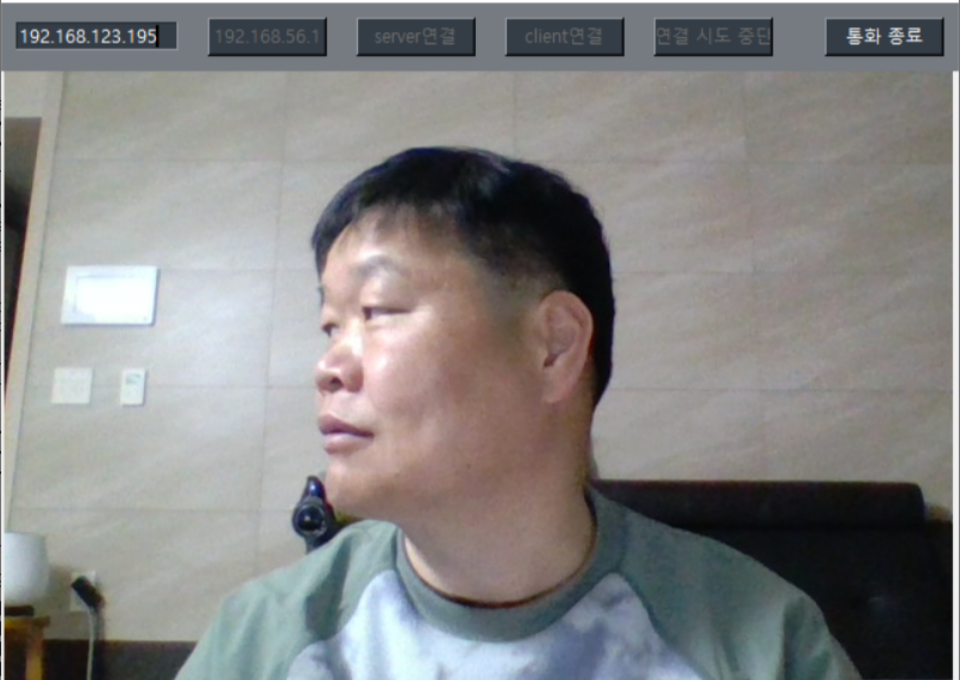 192.168.123.195
192.168.56.1
server연결
client연결
연결 시도 중단
통화 종료